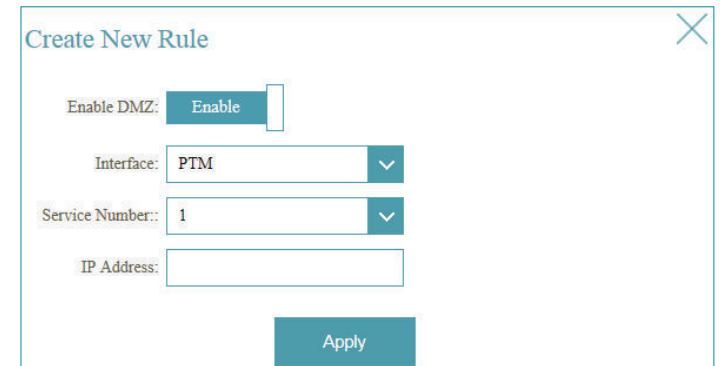 Create New Rule
Enable DMZ: Enable
Interface: PTM
Service Number:: 1
IP Address:
Apply